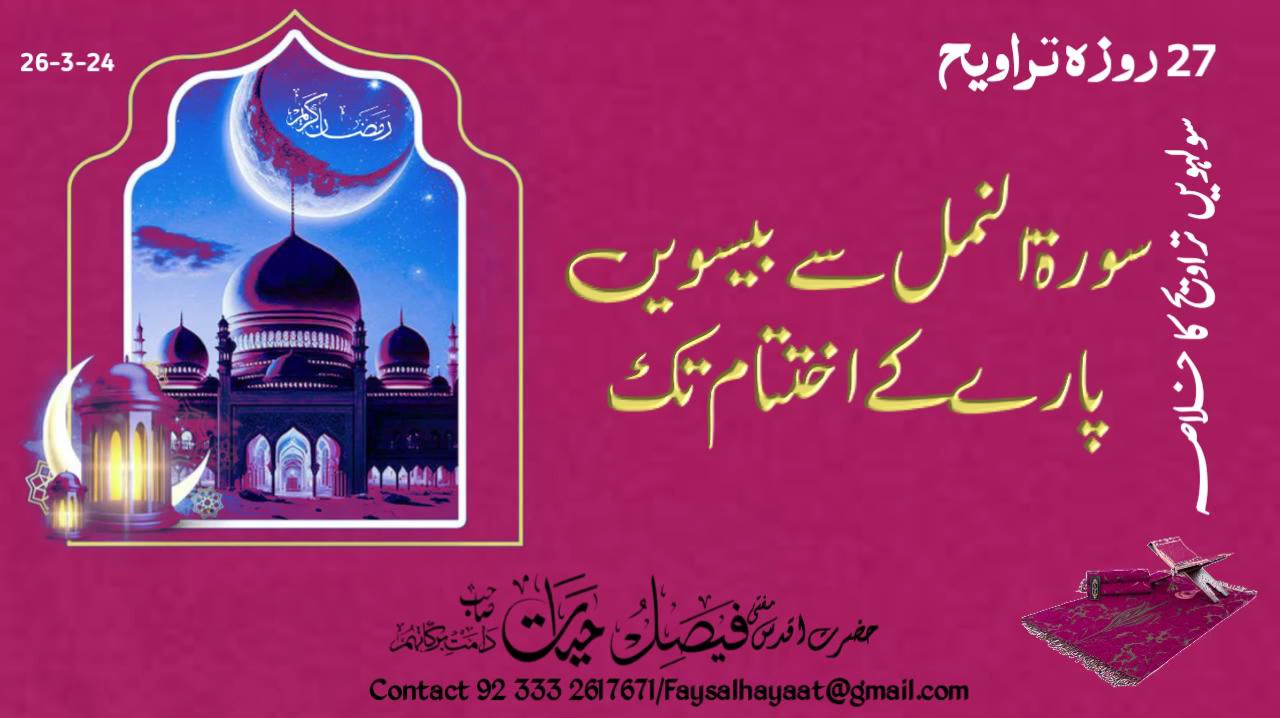 26-3-24
27 روزہ تراویح
رمضان کریم
سولہویں تراویح کا خلاصہ
سورۃ النمل سے بیسویں
پارے کے اختتام تک
حضرت اقدس مفتی فیصل حیات صاحب دامت برکاتہم
Contact 92 333 2617671/Faysalhayaat@gmail.com